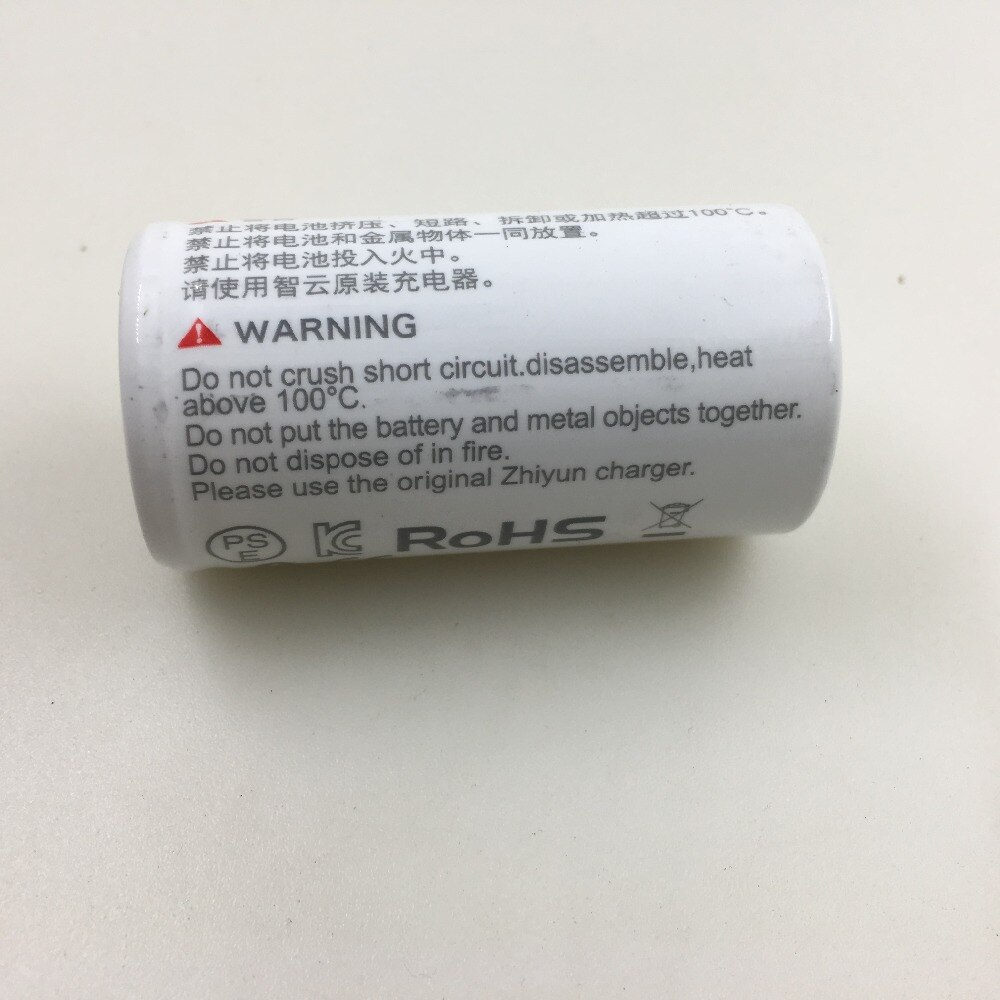 禁止将电池挤压、短路、拆卸或加热超过100°C。
禁止将电池和金属物体一同放置。
禁止将电池投入火中。
请使用智云原装充电器。
WARNING
Do not crush short circuit.disassemble,heat
above 100°C.
Do not put the battery and metal objects together.
Do not dispose of in fire.
Please use the original Zhiyun charger.
PS
E
KC
RoHS